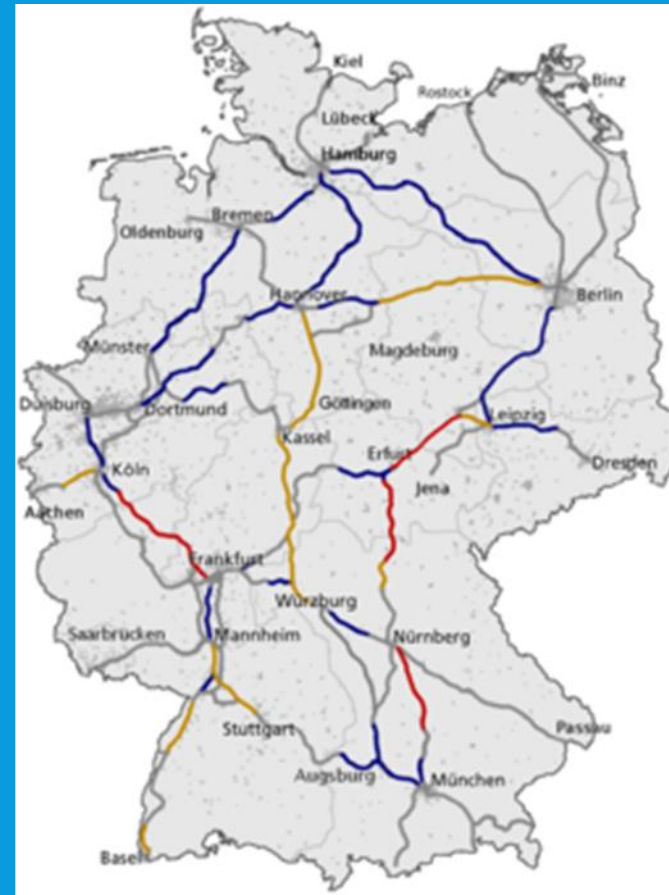 Kiel
Binz
Rostock
Lübeck
Hamburg
Bremen
Oldenburg
Hannover
Berlin
Münster
Magdeburg
Duisburg
Dortmund
Göttingen
Leipzig
Kassel
Erfurt
Dresden
Köln
Jena
Aachen
Frankfurt
Würzburg
Saarbrücken
Mannheim
Nürnberg
Stuttgart
Passau
Augsburg
München
Basel